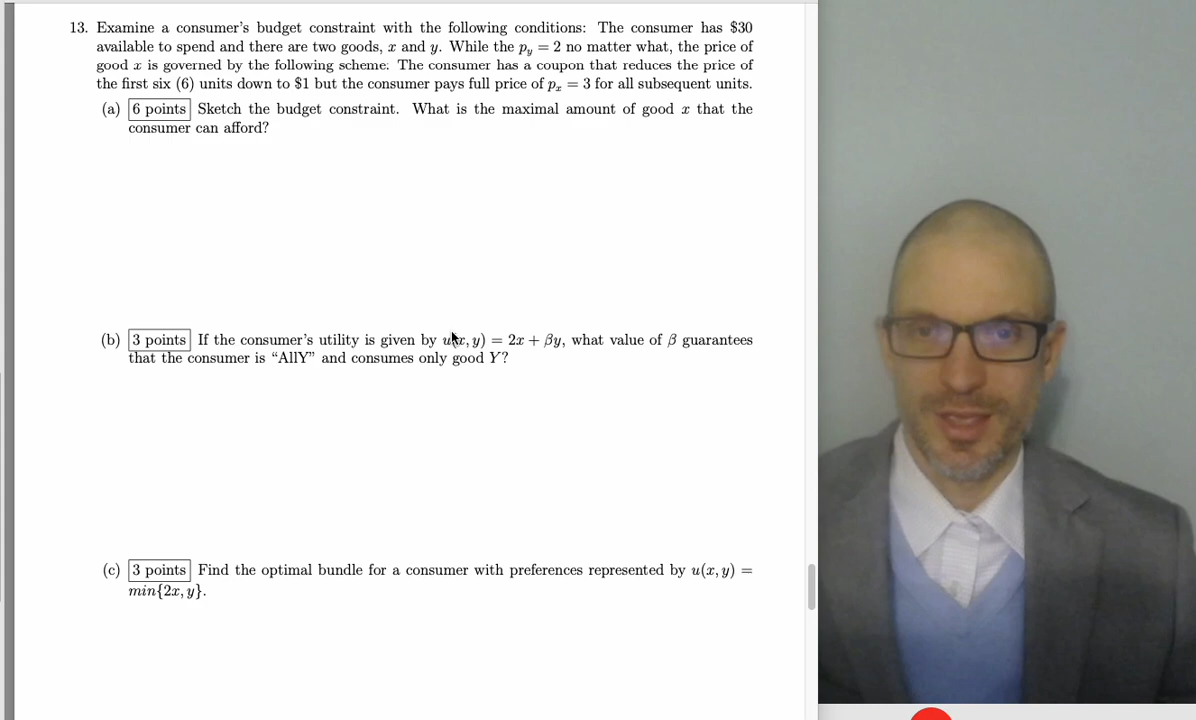 13. Examine a consumer's budget constraint with the following conditions: The consumer has $30
available to spend and there are two goods, x and y. While the p_y = 2 no matter what, the price of
good x is governed by the following scheme: The consumer has a coupon that reduces the price of
the first six (6) units down to $1 but the consumer pays full price of p_x = 3 for all subsequent units.
(a) 6 points Sketch the budget constraint. What is the maximal amount of good x that the
consumer can afford?
(b) 3 points If the consumer's utility is given by u(x, y) = 2x + βy, what value of β guarantees
that the consumer is "AllY" and consumes only good Y?
(c) 3 points Find the optimal bundle for a consumer with preferences represented by u(x, y) =
min{2x, y}.